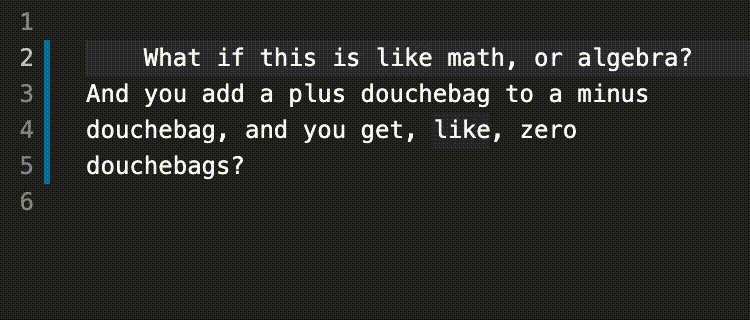 1
2 What if this is like math, or algebra?
3 And you add a plus douchebag to a minus
4 douchebag, and you get, like, zero
5 douchebags?
6